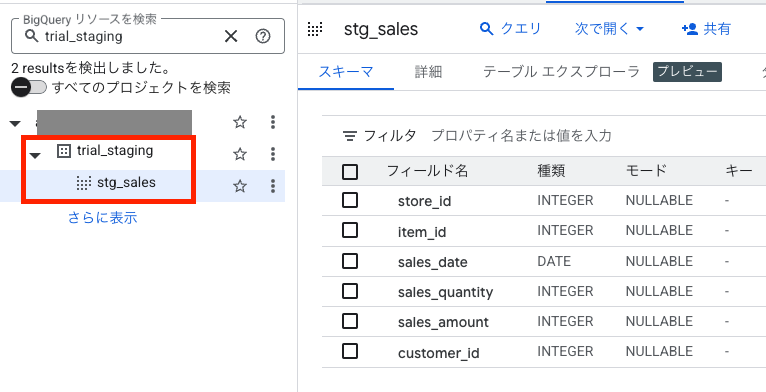 BigQuery リソースを検索
trial_staging
2 resultsを検出しました。
すべてのプロジェクトを検索
trial_staging
stg_sales
さらに表示
stg_sales クエリ 次で開く 共有
スキーマ 詳細 テーブル エクスプローラ プレビュー
フィルタ プロパティ名または値を入力
フィールド名 種類 モード キー
store_id INTEGER NULLABLE -
item_id INTEGER NULLABLE -
sales_date DATE NULLABLE -
sales_quantity INTEGER NULLABLE -
sales_amount INTEGER NULLABLE -
customer_id INTEGER NULLABLE -